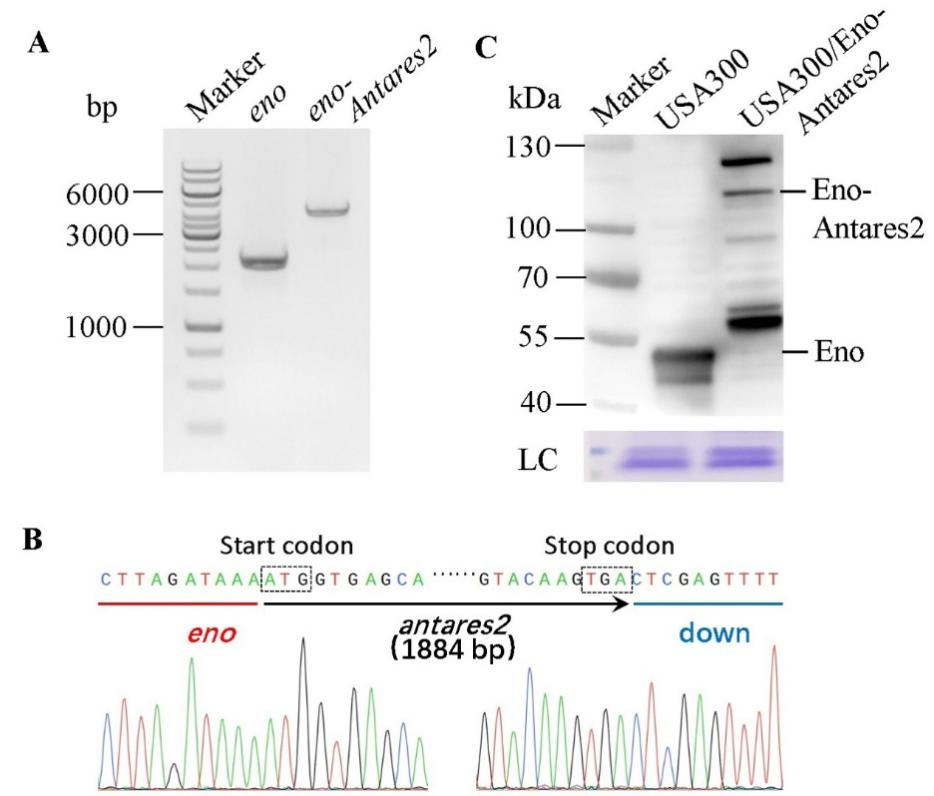 A
bp
Marker
eno
eno-
Antares2
6000
3000
1000
C
kDa
Marker
USA300
USA300/Eno-
Antares2
130
100
70
55
40
Eno-
Antares2
Eno
LC
B
Start codon
Stop codon
CTTAGATAAAATGGTGAGCA ······GTACAAGTGACTCGAGTTTT
eno
antares2
(1884 bp)
down